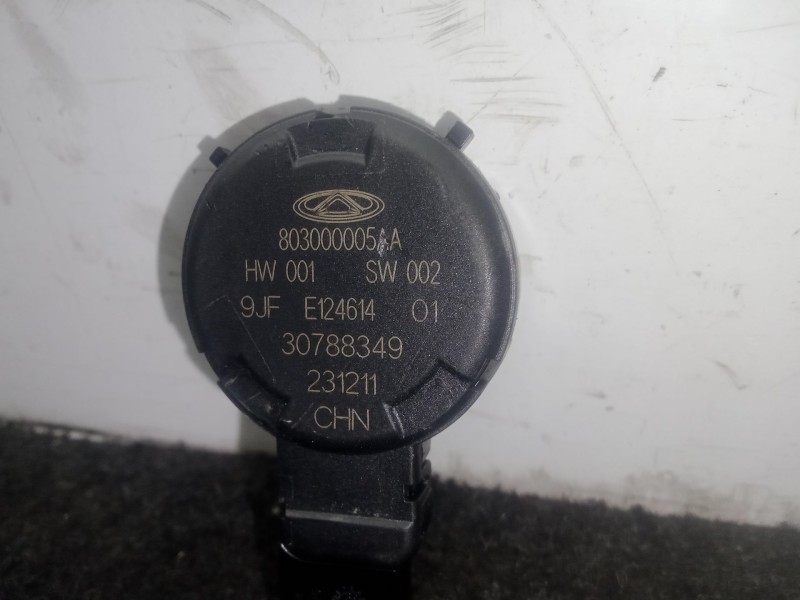 803000005AA
HW 001 SW 002
9JF E124614 01
30788349
231211
CHN